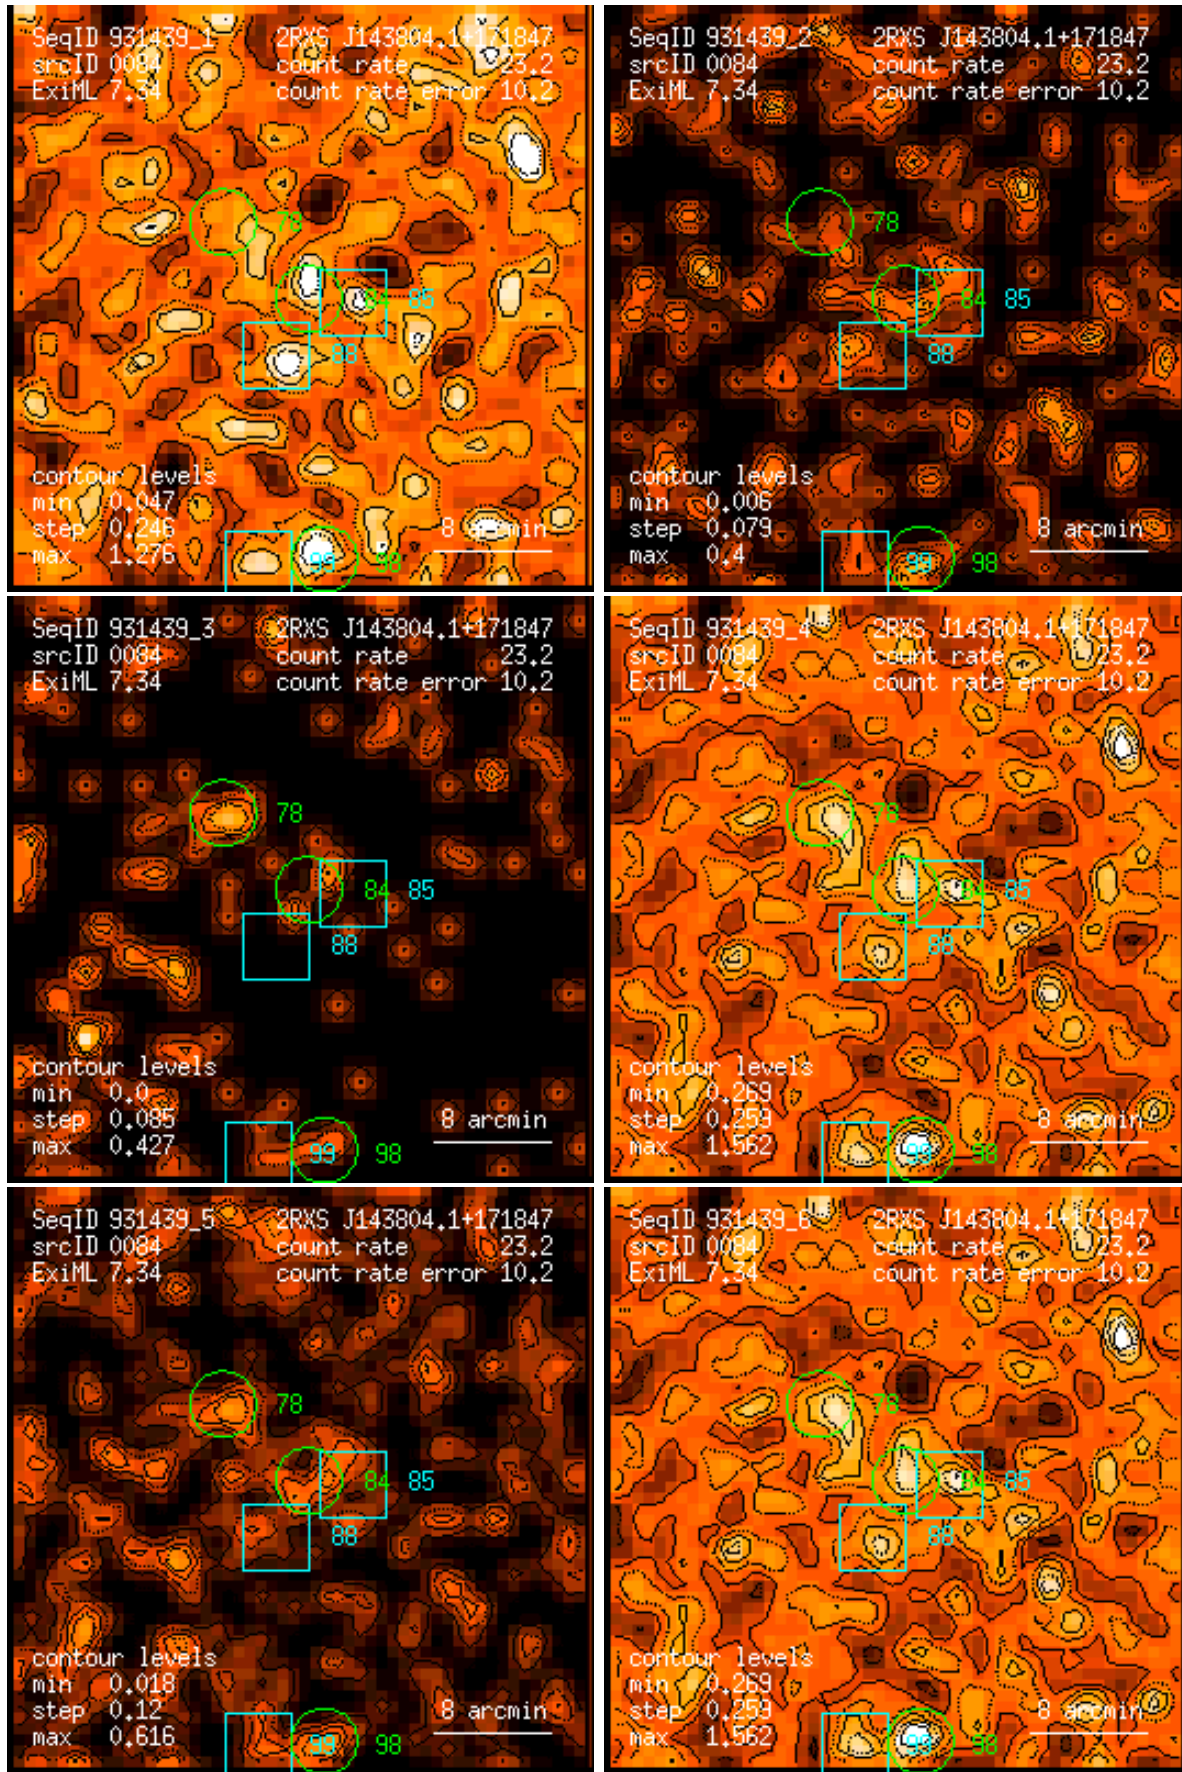 SeqID 931439_1 2RXS J143804.1+171847
srcID 0084 count rate 23.2
ExiML 7.34 count rate error 10.2
78
84 85
88
contour levels
min 0.047
step 0.246 8 arcmin
max 1.276 99 98
SeqID 931439_2 2RXS J143804.1+171847
srcID 0084 count rate 23.2
ExiML 7.34 count rate error 10.2
78
84 85
88
contour levels
min 0.006
step 0.079 8 arcmin
max 0.4 99 98
SeqID 931439_3 2RXS J143804.1+171847
srcID 0084 count rate 23.2
ExiML 7.34 count rate error 10.2
78
84 85
88
contour levels
min 0.0
step 0.085 8 arcmin
max 0.427 99 98
SeqID 931439_4 2RXS J143804.1+171847
srcID 0084 count rate 23.2
ExiML 7.34 count rate error 10.2
78
84 85
88
contour levels
min 0.269
step 0.259 8 arcmin
max 1.562 99 98
SeqID 931439_5 2RXS J143804.1+171847
srcID 0084 count rate 23.2
ExiML 7.34 count rate error 10.2
78
84 85
88
contour levels
min 0.018
step 0.12 8 arcmin
max 0.616 99 98
SeqID 931439_6 2RXS J143804.1+171847
srcID 0084 count rate 23.2
ExiML 7.34 count rate error 10.2
78
84 85
88
contour levels
min 0.269
step 0.259 8 arcmin
max 1.562 99 98